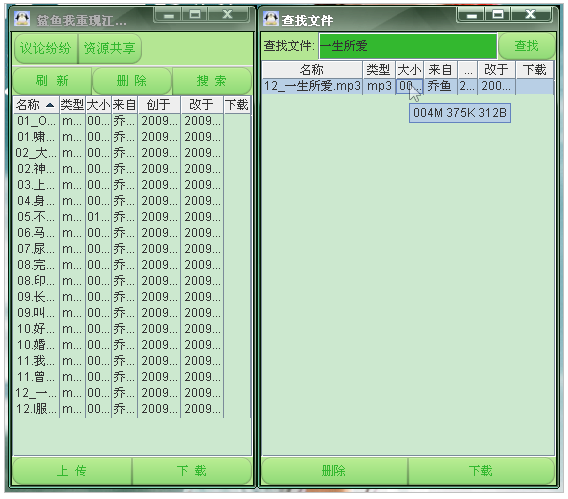 鲨鱼我重现江...
议论纷纷 资源共享
刷 新 删 除 搜 索
名称 类型 大小 来自 创于 改于 下载
01_O... m... 00... 乔... 2009... 2009...
01.啸... m... 00... 乔... 2009... 2009...
02_大... m... 00... 乔... 2009... 2009...
02.神... m... 00... 乔... 2009... 2009...
03.上... m... 00... 乔... 2009... 2009...
04.身... m... 00... 乔... 2009... 2009...
05.不... m... 01... 乔... 2009... 2009...
06.马... m... 00... 乔... 2009... 2009...
07.尿... m... 00... 乔... 2009... 2009...
08.完... m... 00... 乔... 2009... 2009...
08.印... m... 00... 乔... 2009... 2009...
09.长... m... 00... 乔... 2009... 2009...
09.叫... m... 00... 乔... 2009... 2009...
10.好... m... 00... 乔... 2009... 2009...
10.婚... m... 00... 乔... 2009... 2009...
11.我... m... 00... 乔... 2009... 2009...
11.曾... m... 00... 乔... 2009... 2009...
12_一... m... 00... 乔... 2009... 2009...
12.I服... m... 00... 乔... 2009... 2009...
上 传 下 载
查找文件
查找文件: 一生所爱 查找
名称 类型 大小 来自 ... 改于 下载
12_一生所爱.mp3 mp3 00... 乔鱼 2... 200...
004M 375K 312B
删除 下载